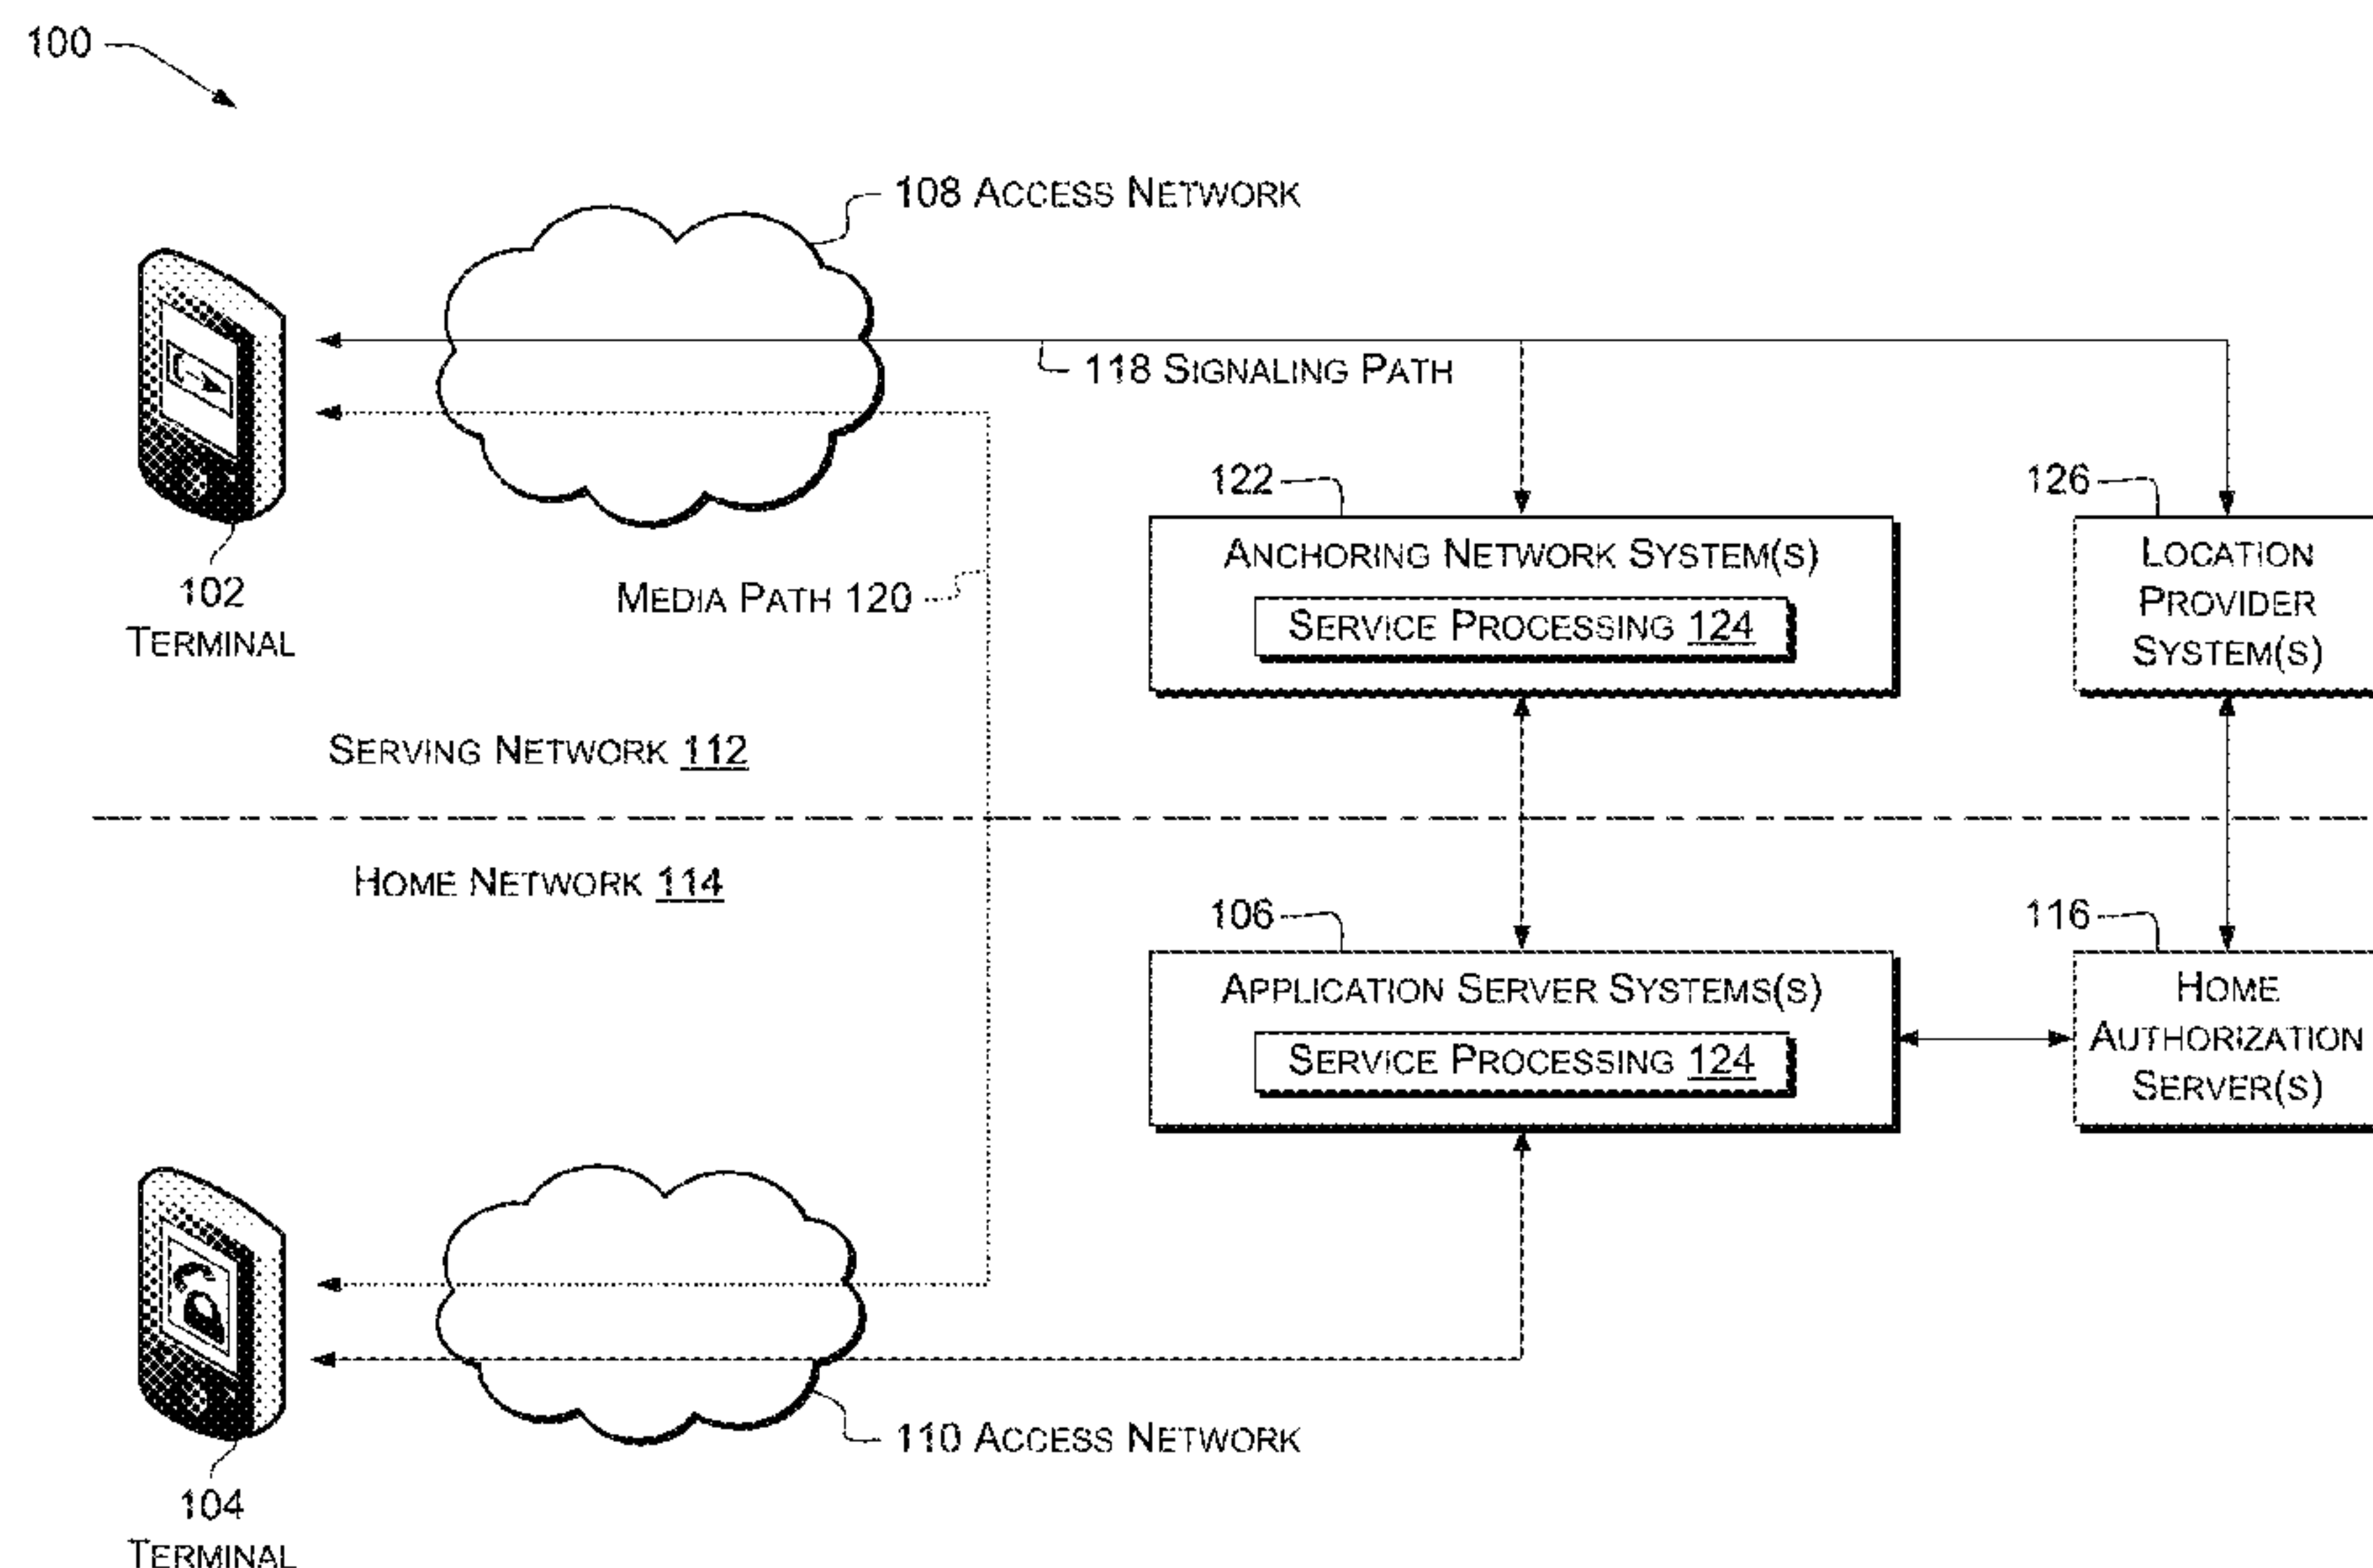 100
108 ACCESS NETWORK
118 SIGNALING PATH
122
126
ANCHORING NETWORK SYSTEM(S)
SERVICE PROCESSING 124
LOCATION
PROVIDER
SYSTEM(S)
102
TERMINAL
MEDIA PATH 120
SERVING NETWORK 112
HOME NETWORK 114
106
116
APPLICATION SERVER SYSTEMS(S)
SERVICE PROCESSING 124
HOME
AUTHORIZATION
SERVER(S)
110 ACCESS NETWORK
104
TERMINAL